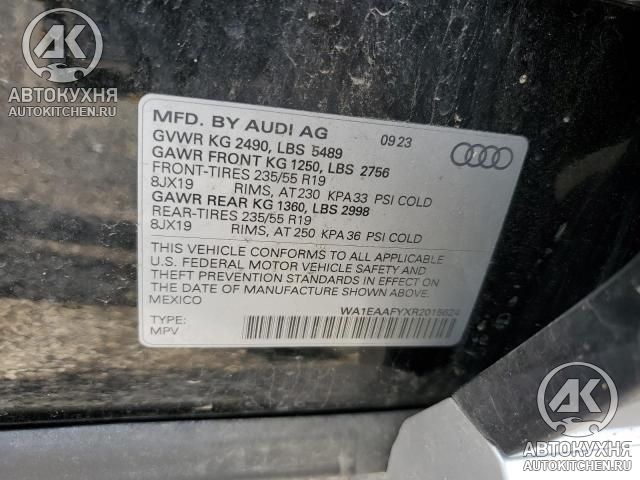 АВТОКУХНЯ
AUTOKITCHEN.RU
MFD. BY AUDI AG 09 23
GVWR KG 2490, LBS 5489
GAWR FRONT KG 1250, LBS 2756
FRONT-TIRES 235/55 R19
8JX19 RIMS, AT 230 KPA33 PSI COLD
GAWR REAR KG 1360, LBS 2998
REAR-TIRES 235/55 R19
8JX19 RIMS, AT 250 KPA36 PSI COLD
THIS VEHICLE CONFORMS TO ALL APPLICABLE
U.S. FEDERAL MOTOR VEHICLE SAFETY AND
THEFT PREVENTION STANDARDS IN EFFECT ON
THE DATE OF MANUFACTURE SHOWN ABOVE.
MEXICO
WA1EAAFYXR2015624
TYPE:
MPV
АВТОКУХНЯ
AUTOKITCHEN.RU